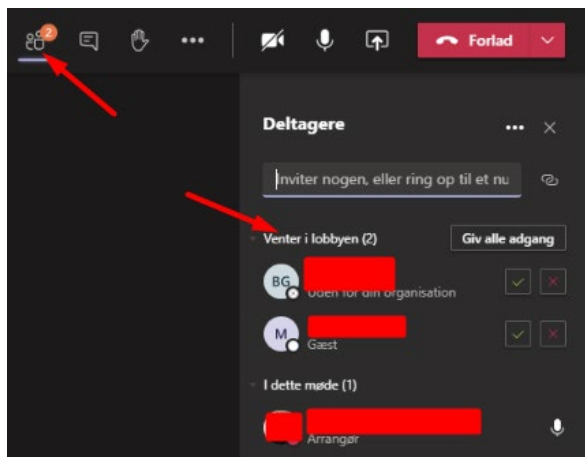 2
Forlad
Deltagere
Inviter nogen, eller ring op til et nu
Venter i lobbyen (2)
Giv alle adgang
BG
Uden for din organisation
M
Gæst
I dette møde (1)
Arrangør